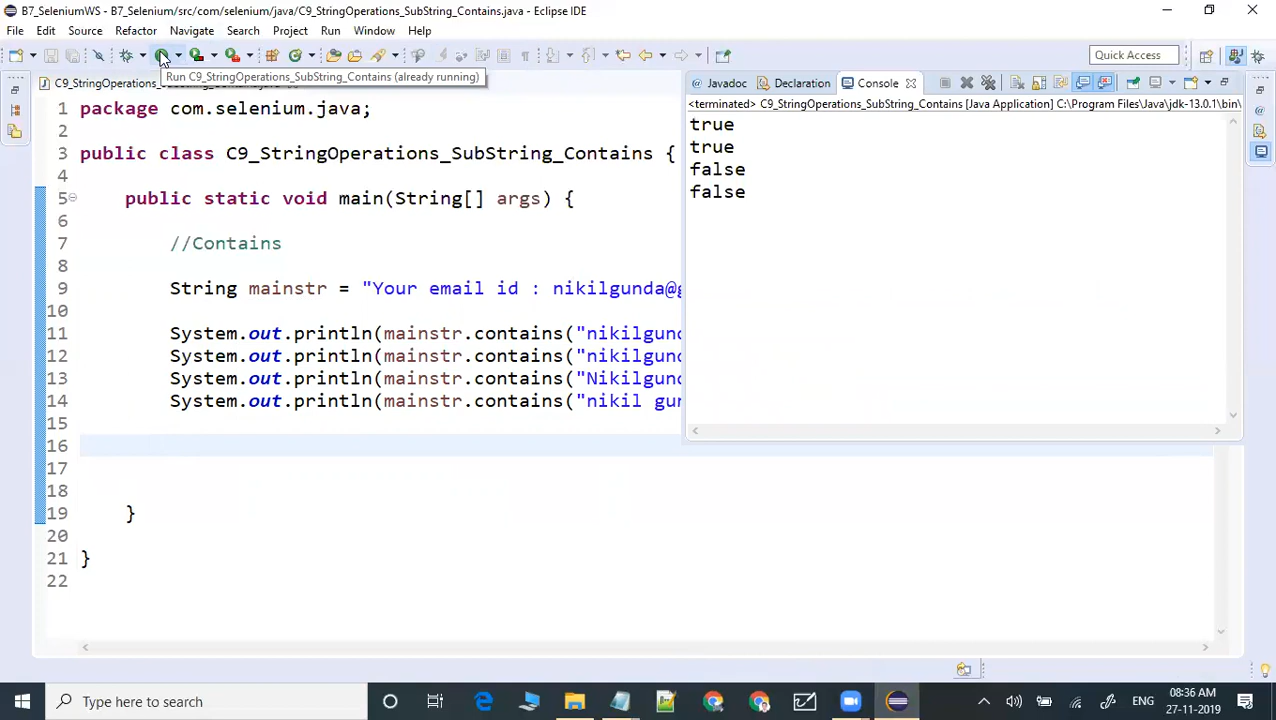 B7_SeleniumWS - B7_Selenium/src/com/selenium/java/C9_StringOperations_SubString_Contains.java - Eclipse IDE
File Edit Source Refactor Navigate Search Project Run Window Help
Quick Access
Run C9_StringOperations_SubString_Contains (already running)
Javadoc Declaration Console
<terminated> C9_StringOperations_SubString_Contains [Java Application] C:\Program Files\Java\jdk-13.0.1\bin\
true
true
false
false
1 package com.selenium.java;
2
3 public class C9_StringOperations_SubString_Contains {
4
5 public static void main(String[] args) {
6
7 //Contains
8
9 String mainstr = "Your email id : nikilgunda@g
10
11 System.out.println(mainstr.contains("nikilgund
12 System.out.println(mainstr.contains("nikilgund
13 System.out.println(mainstr.contains("Nikilgund
14 System.out.println(mainstr.contains("nikil gun
15
16
17
18
19 }
20
21 }
22
Type here to search
ENG
08:36 AM
27-11-2019